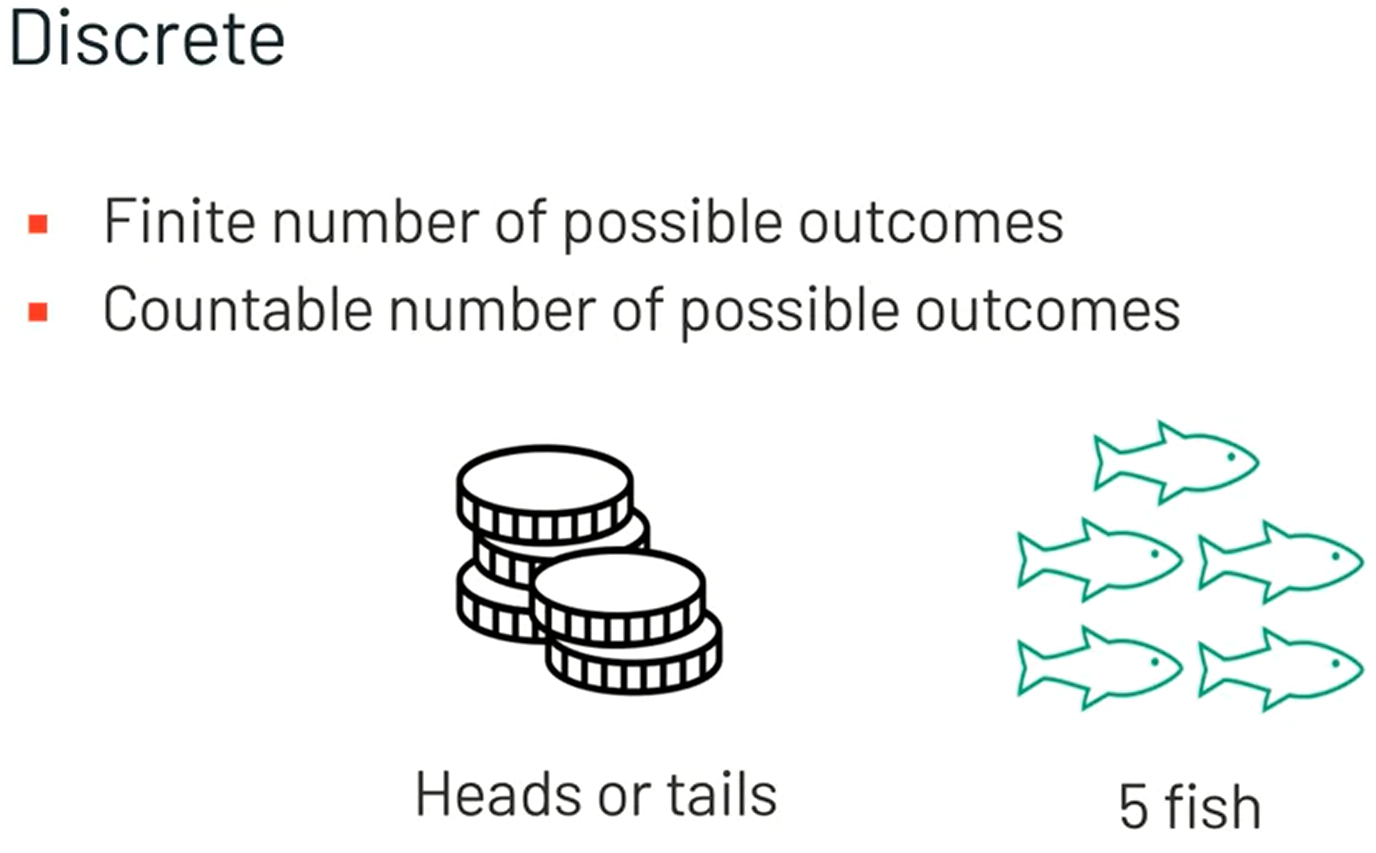 Discrete
Finite number of possible outcomes
Countable number of possible outcomes
Heads or tails
5 fish